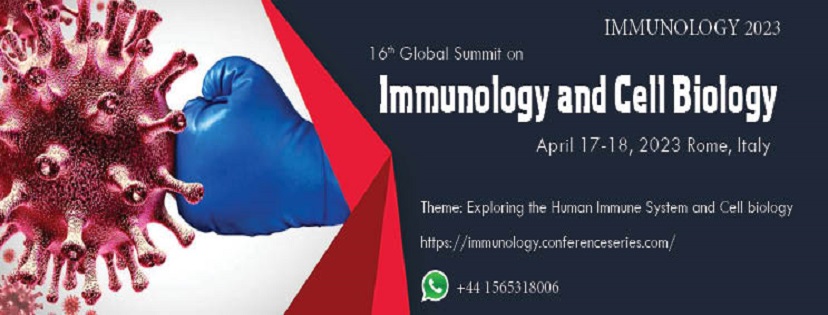 IMMUNOLOGY 2023
16th Global Summit on
Immunology and Cell Biology
April 17-18, 2023 Rome, Italy
Theme: Exploring the Human Immune System and Cell biology
https://immunology.conferenceseries.com/
+44 1565318006